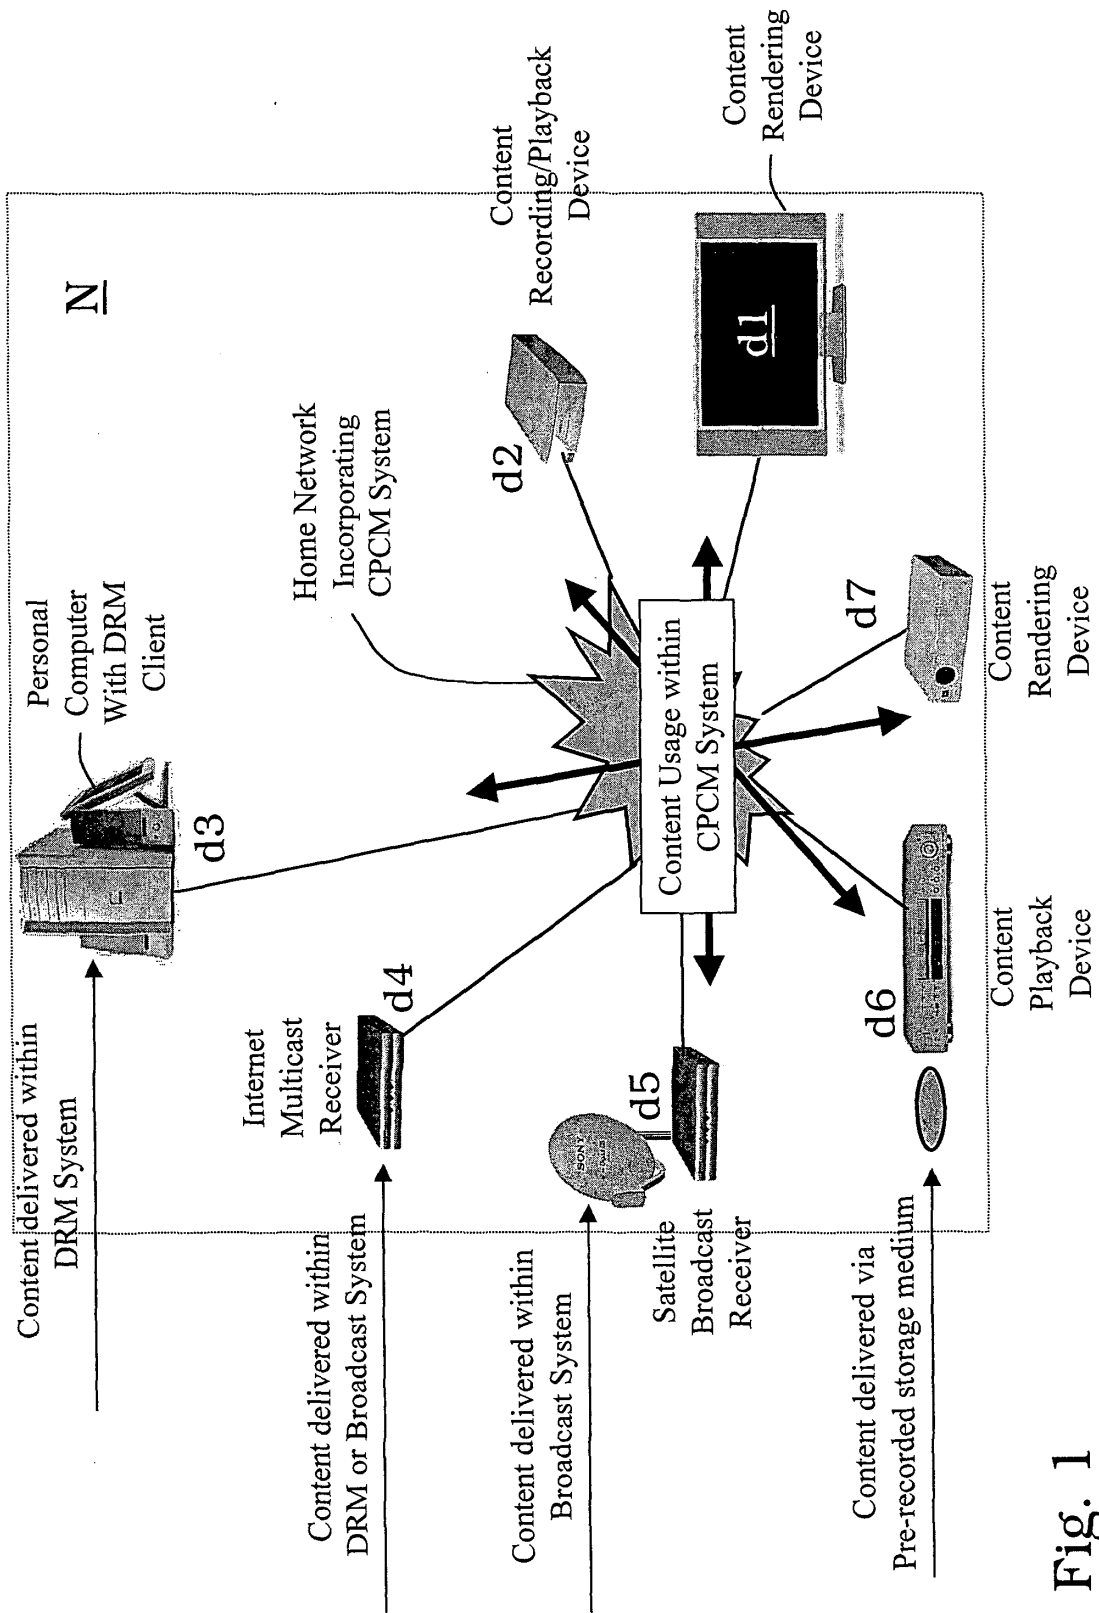 Content delivered within
DRM System
Personal
Computer
With DRM
Client
d3
N
Content delivered within
DRM or Broadcast System
Internet
Multicast
Receiver
d4
Home Network
Incorporating
CPCM System
Content
Recording/Playback
Device
d2
Content delivered within
Broadcast System
SONY
d5
Satellite
Broadcast
Receiver
Content Usage within
CPCM System
Content
Rendering
Device
d1
Content delivered via
Pre-recorded storage medium
d6
Content
Playback
Device
d7
Content
Rendering
Device
Fig. 1